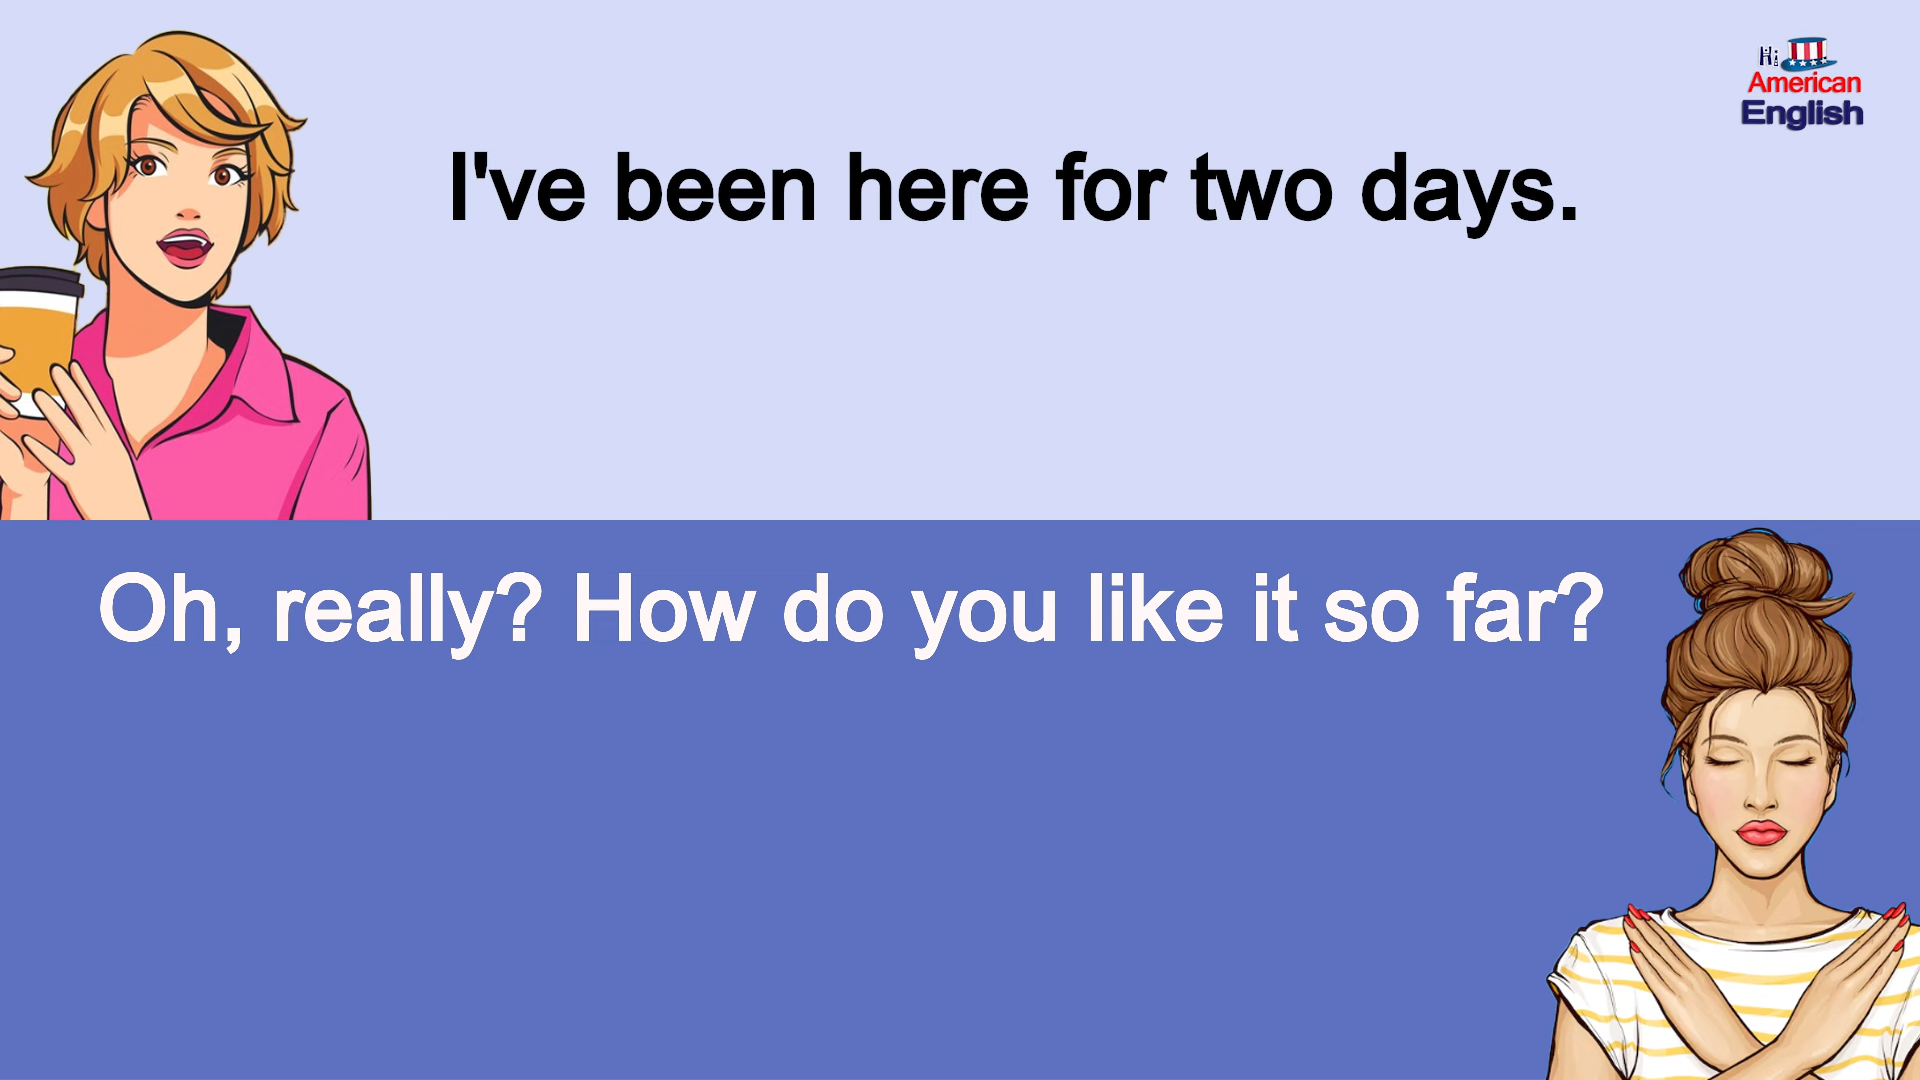 Hi
American
English
I've been here for two days.
Oh, really? How do you like it so far?